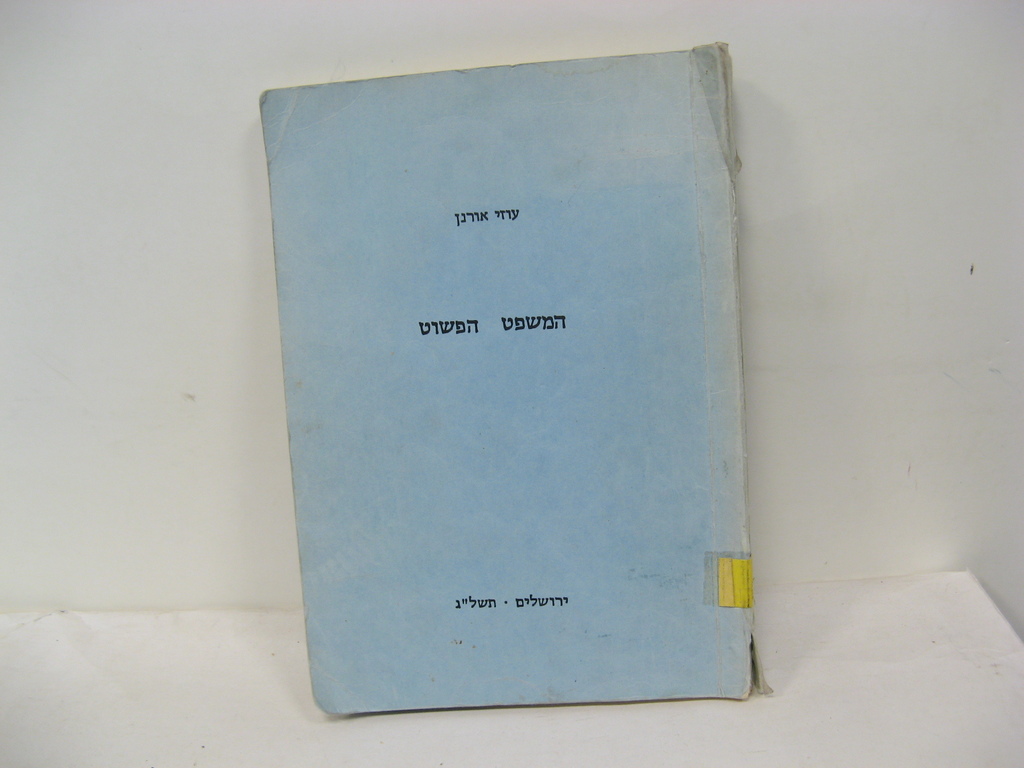 עוזי אורנן
המשפט הפשוט
ירושלים · תשל"ג